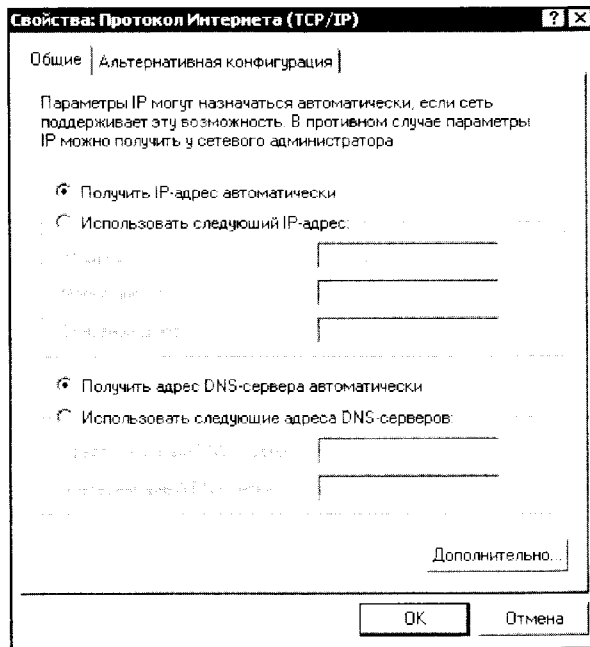 Свойства: Протокол Интернета (TCP/IP)
Общие
Альтернативная конфигурация
Параметры IP могут назначаться автоматически, если сеть
поддерживает эту возможность. В противном случае параметры
IP можно получить у сетевого администратора
Получить IP-адрес автоматически
Использовать следующий IP-адрес:
Получить адрес DNS-сервера автоматически
Использовать следующие адреса DNS-серверов:
Дополнительно...
OK
Отмена